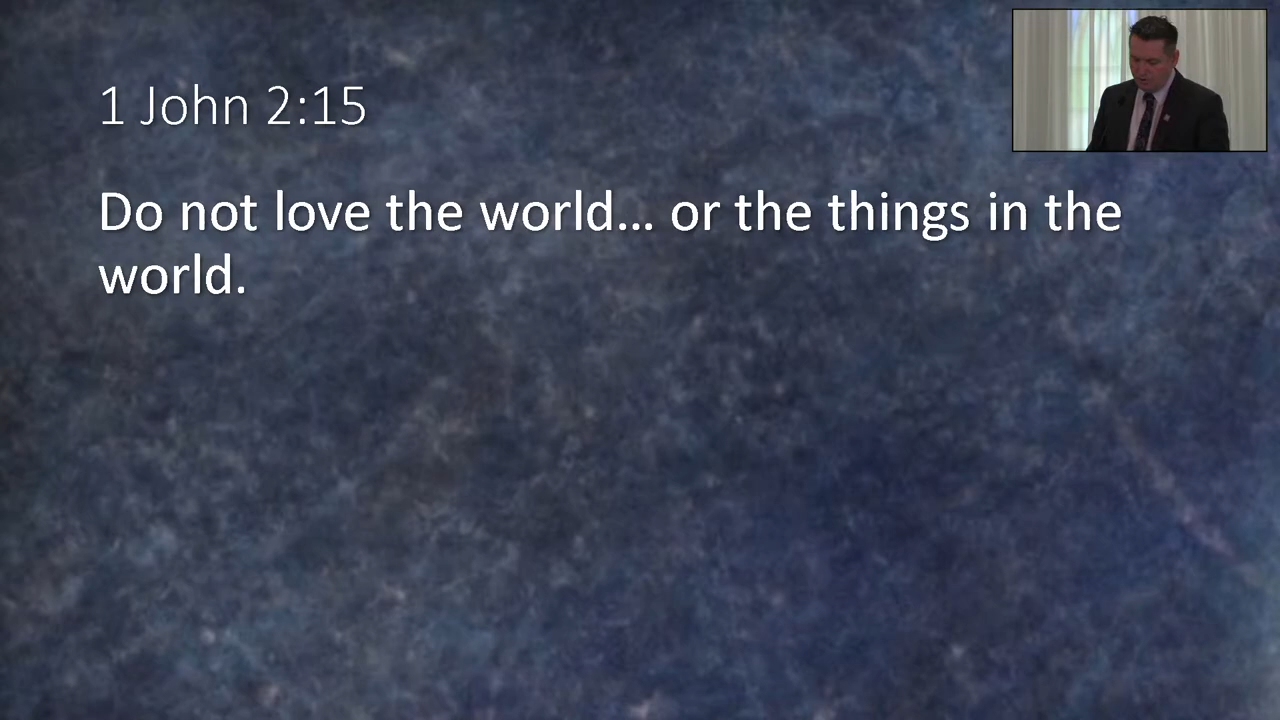 1 John 2:15
Do not love the world... or the things in the
world.